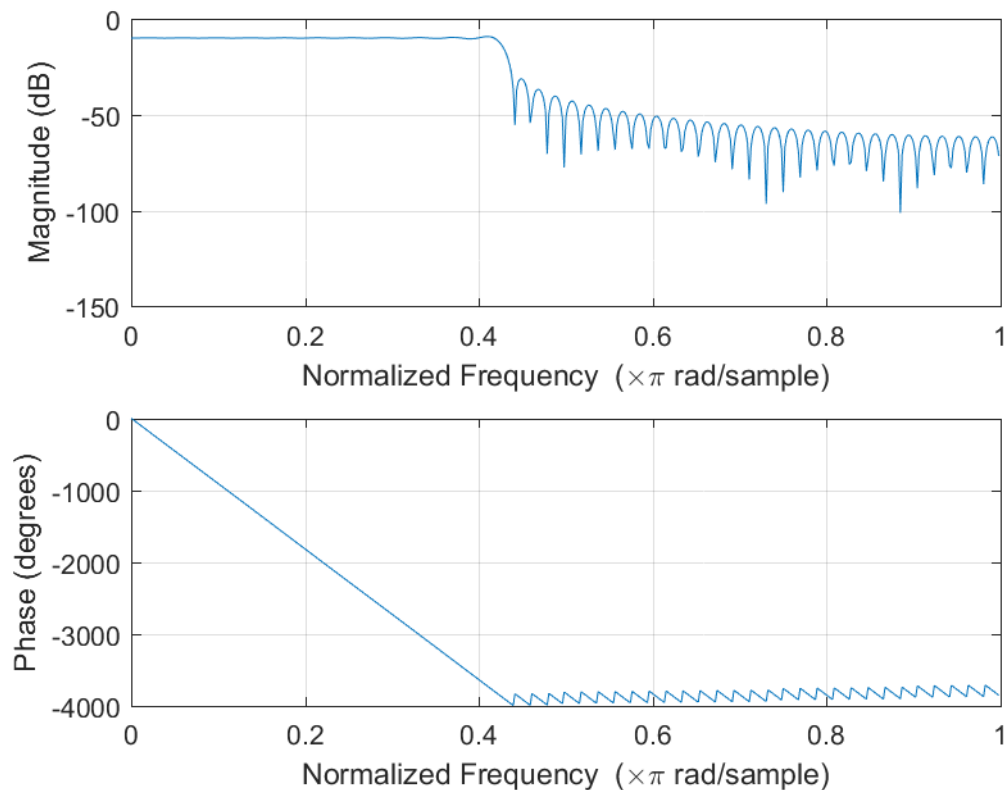 0
-50
-100
-150
Magnitude (dB)
0 0.2 0.4 0.6 0.8 1
Normalized Frequency (×π rad/sample)
0
-1000
-2000
-3000
-4000
Phase (degrees)
0 0.2 0.4 0.6 0.8 1
Normalized Frequency (×π rad/sample)